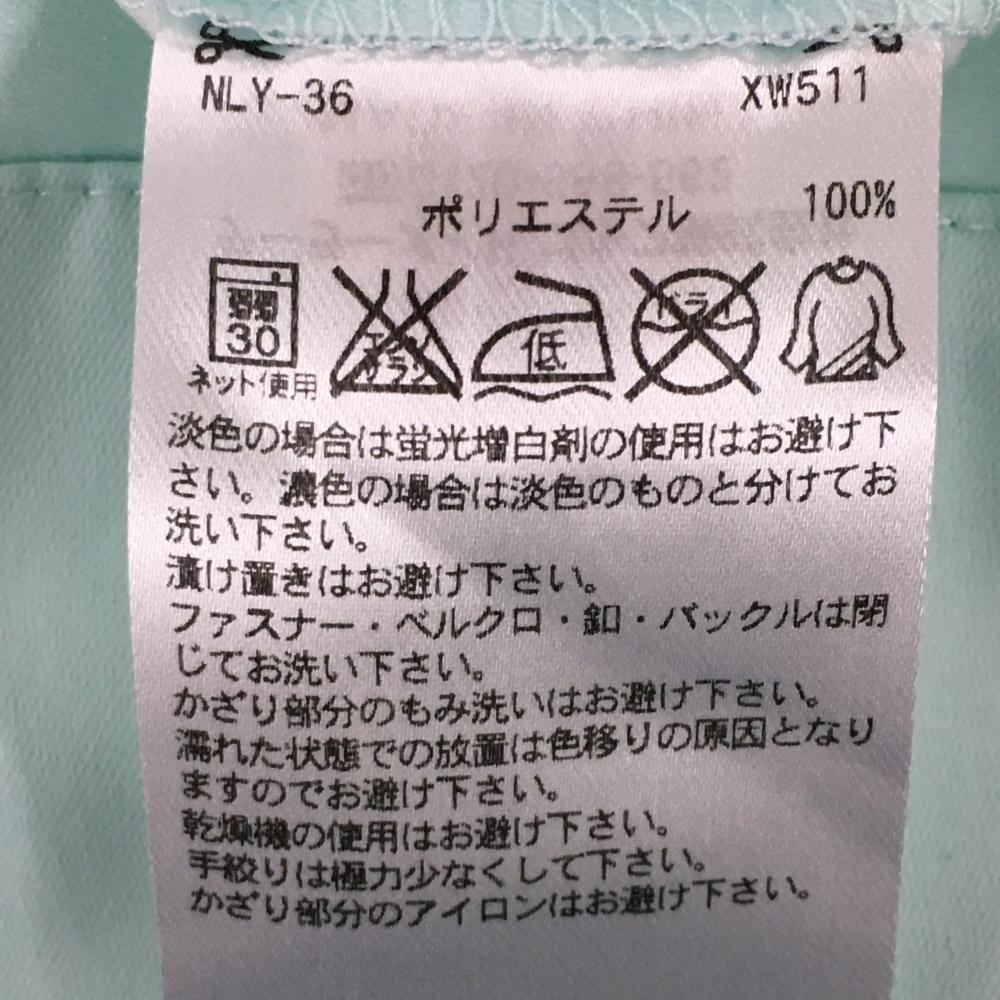 NLY-36 XW511
ポリエステル 100%
弱 30 エンソ サラシ 低 ドライ
ネット使用
淡色の場合は蛍光増白剤の使用はお避け下
さい。濃色の場合は淡色のものと分けてお
洗い下さい。
漬け置きはお避け下さい。
ファスナー・ベルクロ・釦・バックルは閉
じてお洗い下さい。
かざり部分のもみ洗いはお避け下さい。
濡れた状態での放置は色移りの原因となり
ますのでお避け下さい。
乾燥機の使用はお避け下さい。
手絞りは極力少なくして下さい。
かざり部分のアイロンはお避け下さい。